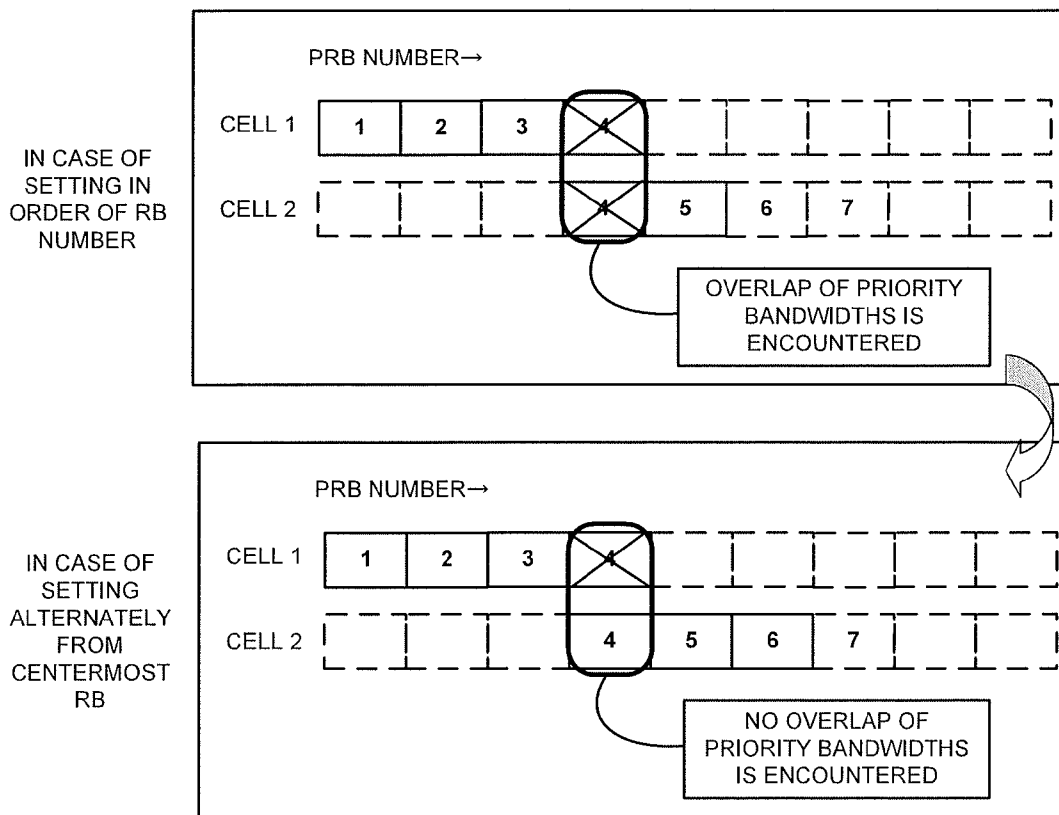 IN CASE OF
SETTING IN
ORDER OF RB
NUMBER
PRB NUMBER→
CELL 1 1 2 3 4
CELL 2 4 5 6 7
OVERLAP OF PRIORITY
BANDWIDTHS IS
ENCOUNTERED
IN CASE OF
SETTING
ALTERNATELY
FROM
CENTERMOST
RB
PRB NUMBER→
CELL 1 1 2 3 4
CELL 2 4 5 6 7
NO OVERLAP OF
PRIORITY BANDWIDTHS
IS ENCOUNTERED